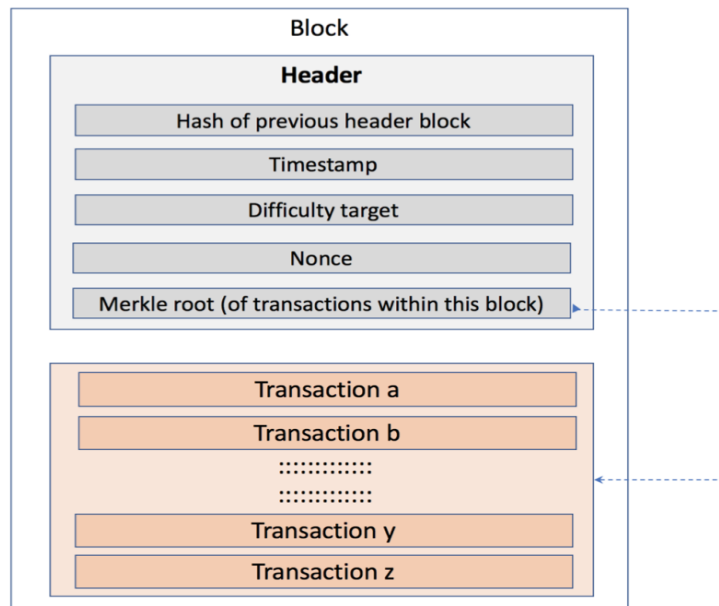 Block
Header
Hash of previous header block
Timestamp
Difficulty target
Nonce
Merkle root (of transactions within this block)
Transaction a
Transaction b
:::::::::::::
:::::::::::::
Transaction y
Transaction z